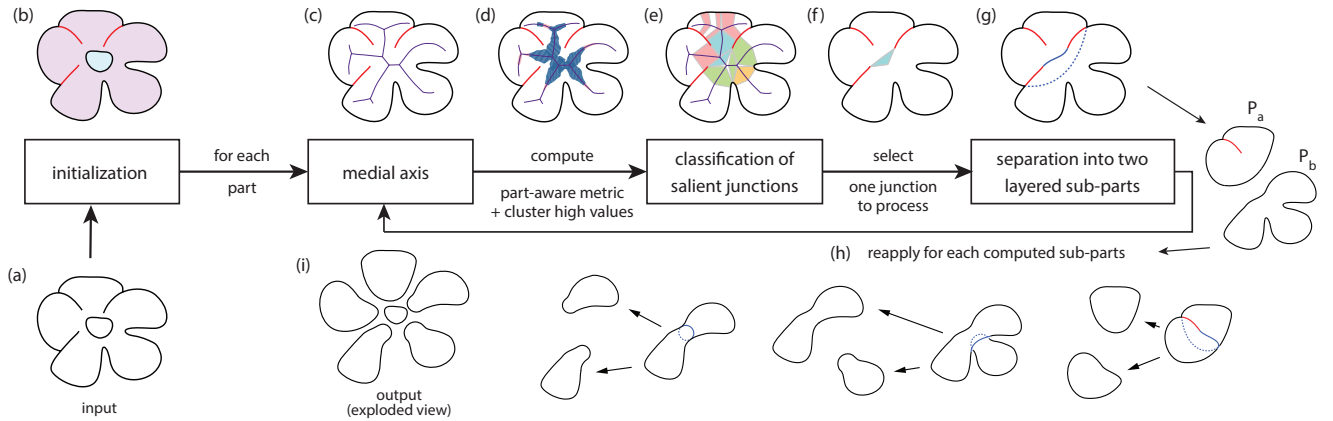 (b)
(c)
(d)
(e)
(f)
(g)
P_a
P_b
initialization
for each
part
medial axis
compute
part-aware metric
+ cluster high values
classification of
salient junctions
select
one junction
to process
separation into two
layered sub-parts
(h) reapply for each computed sub-parts
(a)
input
(i)
output
(exploded view)